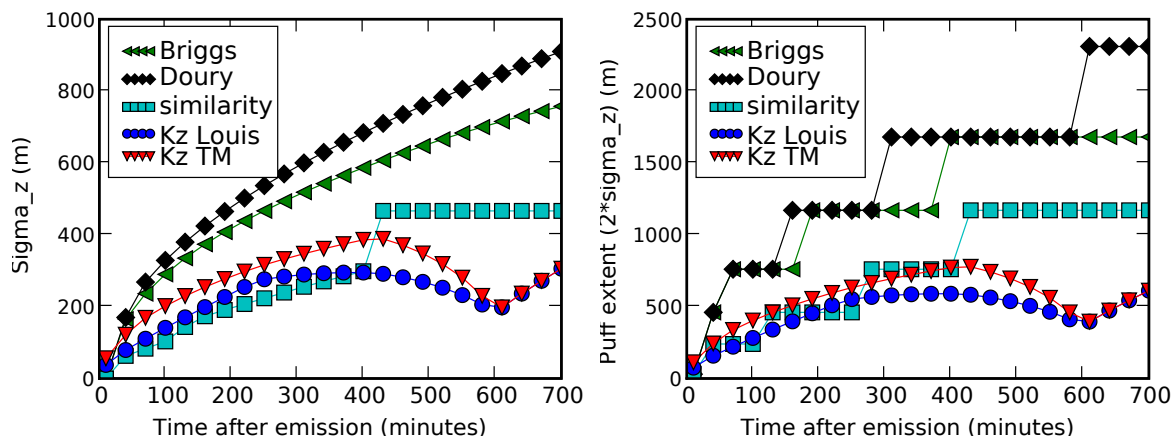 1000
800
600
400
200
0
Sigma_z (m)
Briggs
Doury
similarity
Kz Louis
Kz TM
0 100 200 300 400 500 600 700
Time after emission (minutes)
2500
2000
1500
1000
500
0
Puff extent (2*sigma_z) (m)
Briggs
Doury
similarity
Kz Louis
Kz TM
0 100 200 300 400 500 600 700
Time after emission (minutes)